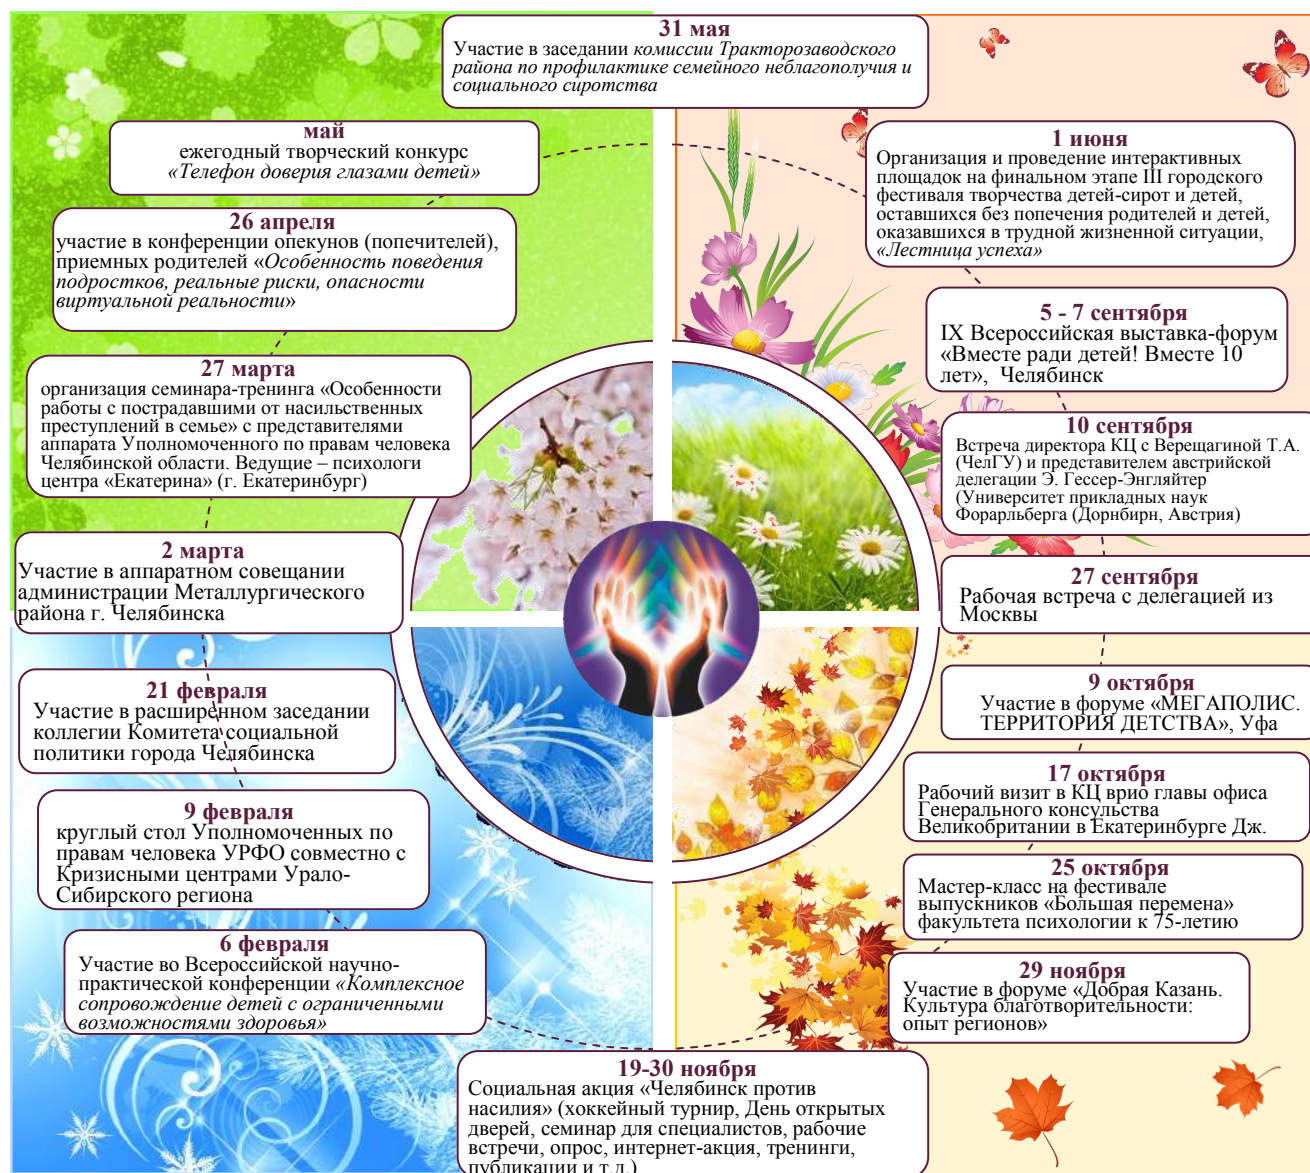 31 мая
Участие в заседании комиссии Тракторозаводского
района по профилактике семейного неблагополучия и
социального сиротства
май
ежегодный творческий конкурс
«Телефон доверия глазами детей»
26 апреля
участие в конференции опекунов (попечителей),
приемных родителей «Особенность поведения
подростков, реальные риски, опасности
виртуальной реальности»
27 марта
организация семинара-тренинга «Особенности
работы с пострадавшими от насильственных
преступлений в семье» с представителями
аппарата Уполномоченного по правам человека
Челябинской области. Ведущие – психологи
центра «Екатерина» (г. Екатеринбург)
2 марта
Участие в аппаратном совещании
администрации Металлургического
района г. Челябинска
21 февраля
Участие в расширенном заседании
коллегии Комитета социальной
политики города Челябинска
9 февраля
круглый стол Уполномоченных по
правам человека УРФО совместно с
Кризисными центрами Урало-
Сибирского региона
6 февраля
Участие во Всероссийской научно-
практической конференции «Комплексное
сопровождение детей с ограниченными
возможностями здоровья»
1 июня
Организация и проведение интерактивных
площадок на финальном этапе III городского
фестиваля творчества детей-сирот и детей,
оставшихся без попечения родителей и детей,
оказавшихся в трудной жизненной ситуации,
«Лестница успеха»
5 - 7 сентября
IX Всероссийская выставка-форум
«Вместе ради детей! Вместе 10
лет», Челябинск
10 сентября
Встреча директора КЦ с Верещагиной Т.А.
(ЧелГУ) и представителем австрийской
делегации Э. Гессер-Энгляйтер
(Университет прикладных наук
Форарльберга (Дорнбирн, Австрия)
27 сентября
Рабочая встреча с делегацией из
Москвы
9 октября
Участие в форуме «МЕГАПОЛИС.
ТЕРРИТОРИЯ ДЕТСТВА», Уфа
17 октября
Рабочий визит в КЦ врио главы офиса
Генерального консульства
Великобритании в Екатеринбурге Дж.
25 октября
Мастер-класс на фестивале
выпускников «Большая перемена»
факультета психологии к 75-летию
29 ноября
Участие в форуме «Добрая Казань.
Культура благотворительности:
опыт регионов»
19-30 ноября
Социальная акция «Челябинск против
насилия» (хоккейный турнир, День открытых
дверей, семинар для специалистов, рабочие
встречи, опрос, интернет-акция, тренинги,
публикации и т.д.)